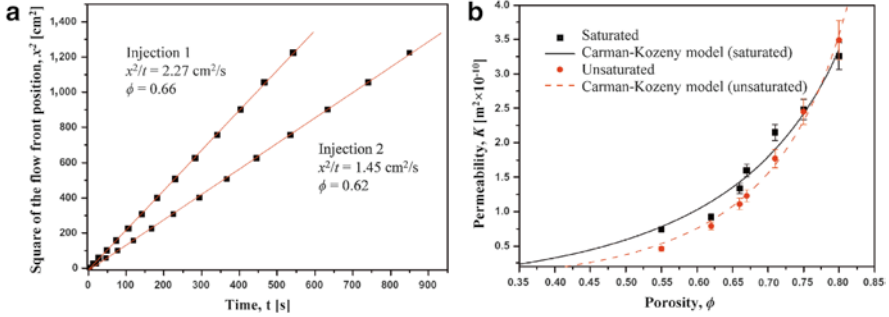 a
Square of the flow front position, x² [cm²]
1,400
1,200
1,000
800
600
400
200
0
Injection 1
x²/t = 2.27 cm²/s
ϕ = 0.66
Injection 2
x²/t = 1.45 cm²/s
ϕ = 0.62
0 100 200 300 400 500 600 700 800 900
Time, t [s]
b
Permeability, K [m²×10⁻¹⁰]
4.0
3.5
3.0
2.5
2.0
1.5
1.0
0.5
Saturated
Carman-Kozeny model (saturated)
Unsaturated
Carman-Kozeny model (unsaturated)
0.35 0.40 0.45 0.50 0.55 0.60 0.65 0.70 0.75 0.80 0.85
Porosity, ϕ